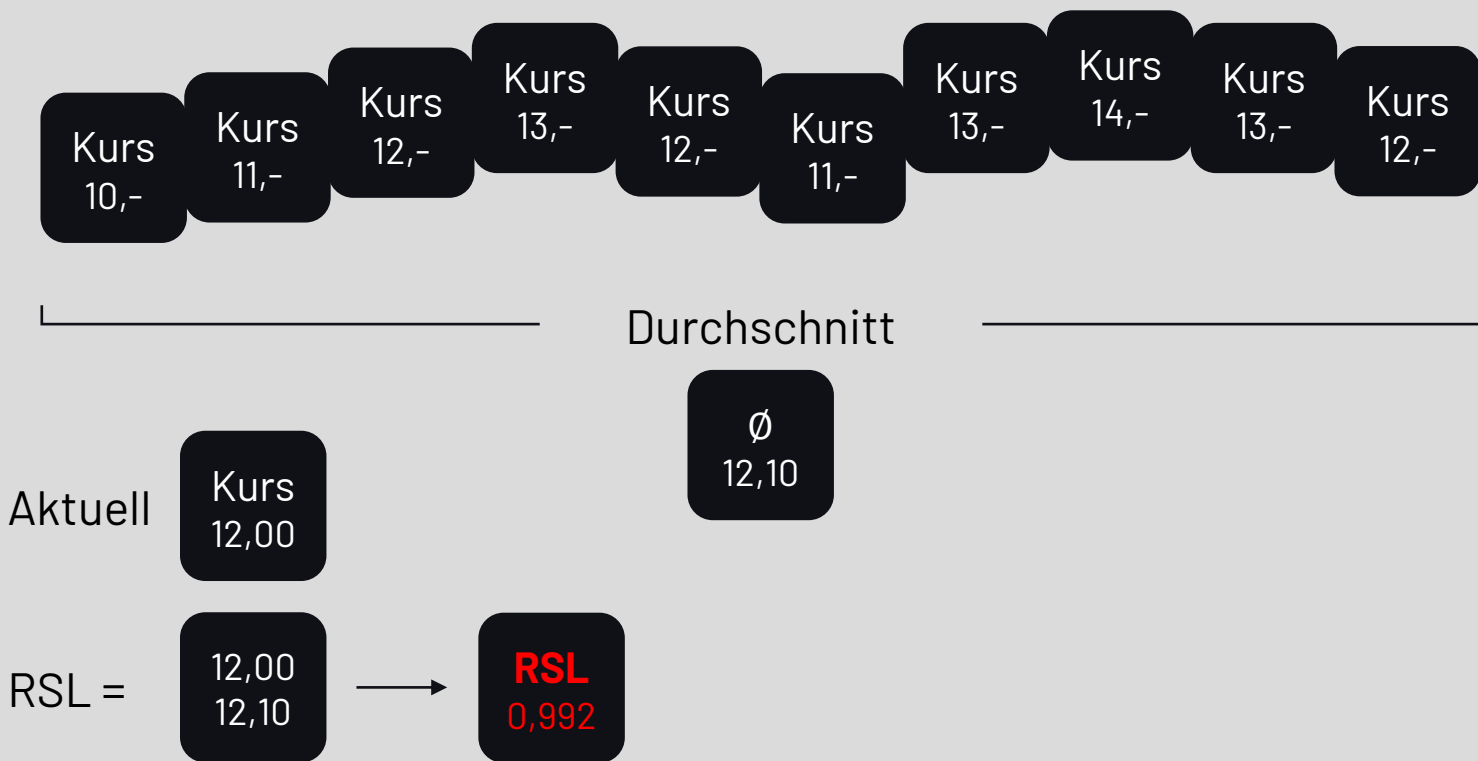 Kurs
10,-
Kurs
11,-
Kurs
12,-
Kurs
13,-
Kurs
12,-
Kurs
11,-
Kurs
13,-
Kurs
14,-
Kurs
13,-
Kurs
12,-
Durchschnitt
Ø
12,10
Aktuell
Kurs
12,00
RSL =
12,00
12,10
RSL
0,992